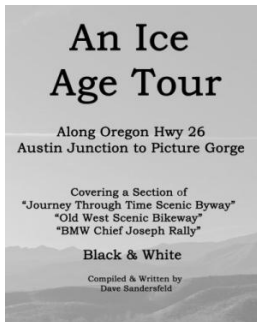 An Ice
Age Tour
Along Oregon Hwy 26
Austin Junction to Picture Gorge
Covering a Section of
“Journey Through Time Scenic Byway”
“Old West Scenic Bikeway”
“BMW Chief Joseph Rally”
Black & White
Compiled & Written by
Dave Sandersfeld